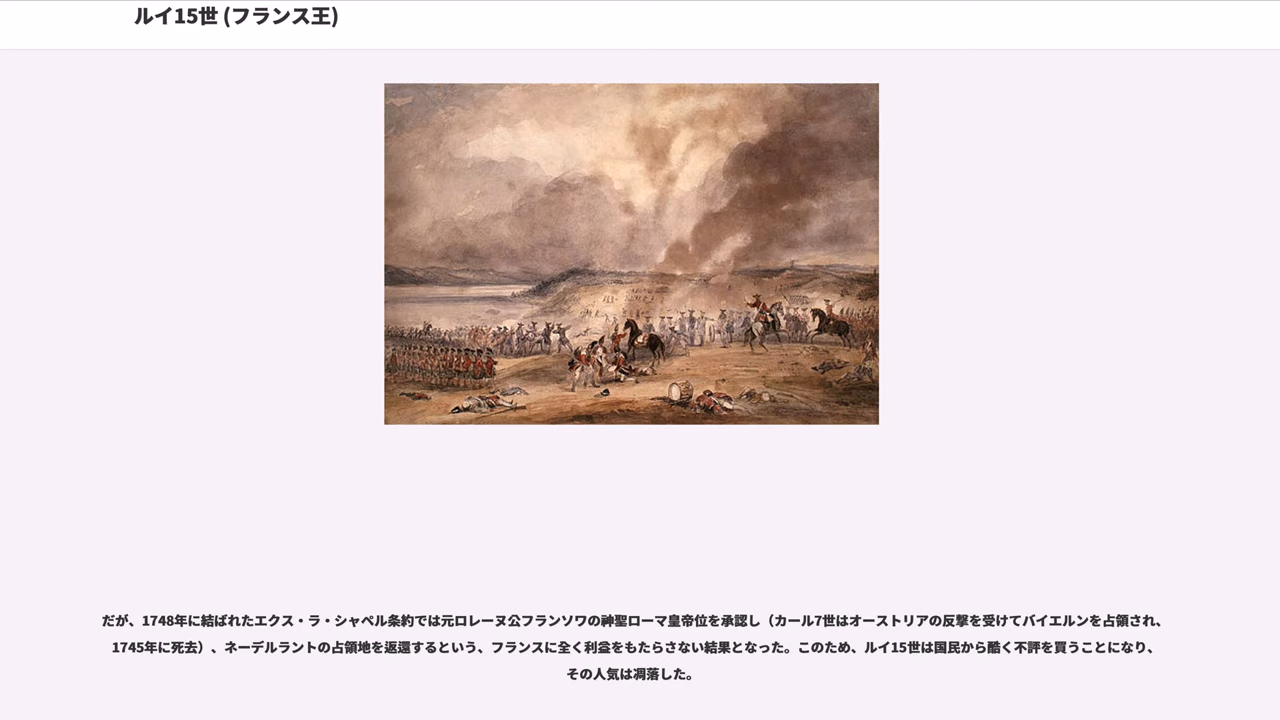 ルイ15世 (フランス王)
だが、1748年に結ばれたエクス・ラ・シャペル条約では元ロレーヌ公フランソワの神聖ローマ皇帝位を承認し（カール7世はオーストリアの反撃を受けてバイエルンを占領され、
1745年に死去）、ネーデルラントの占領地を返還するという、フランスに全く利益をもたらさない結果となった。このため、ルイ15世は国民から酷く不評を買うことになり、
その人気は凋落した。